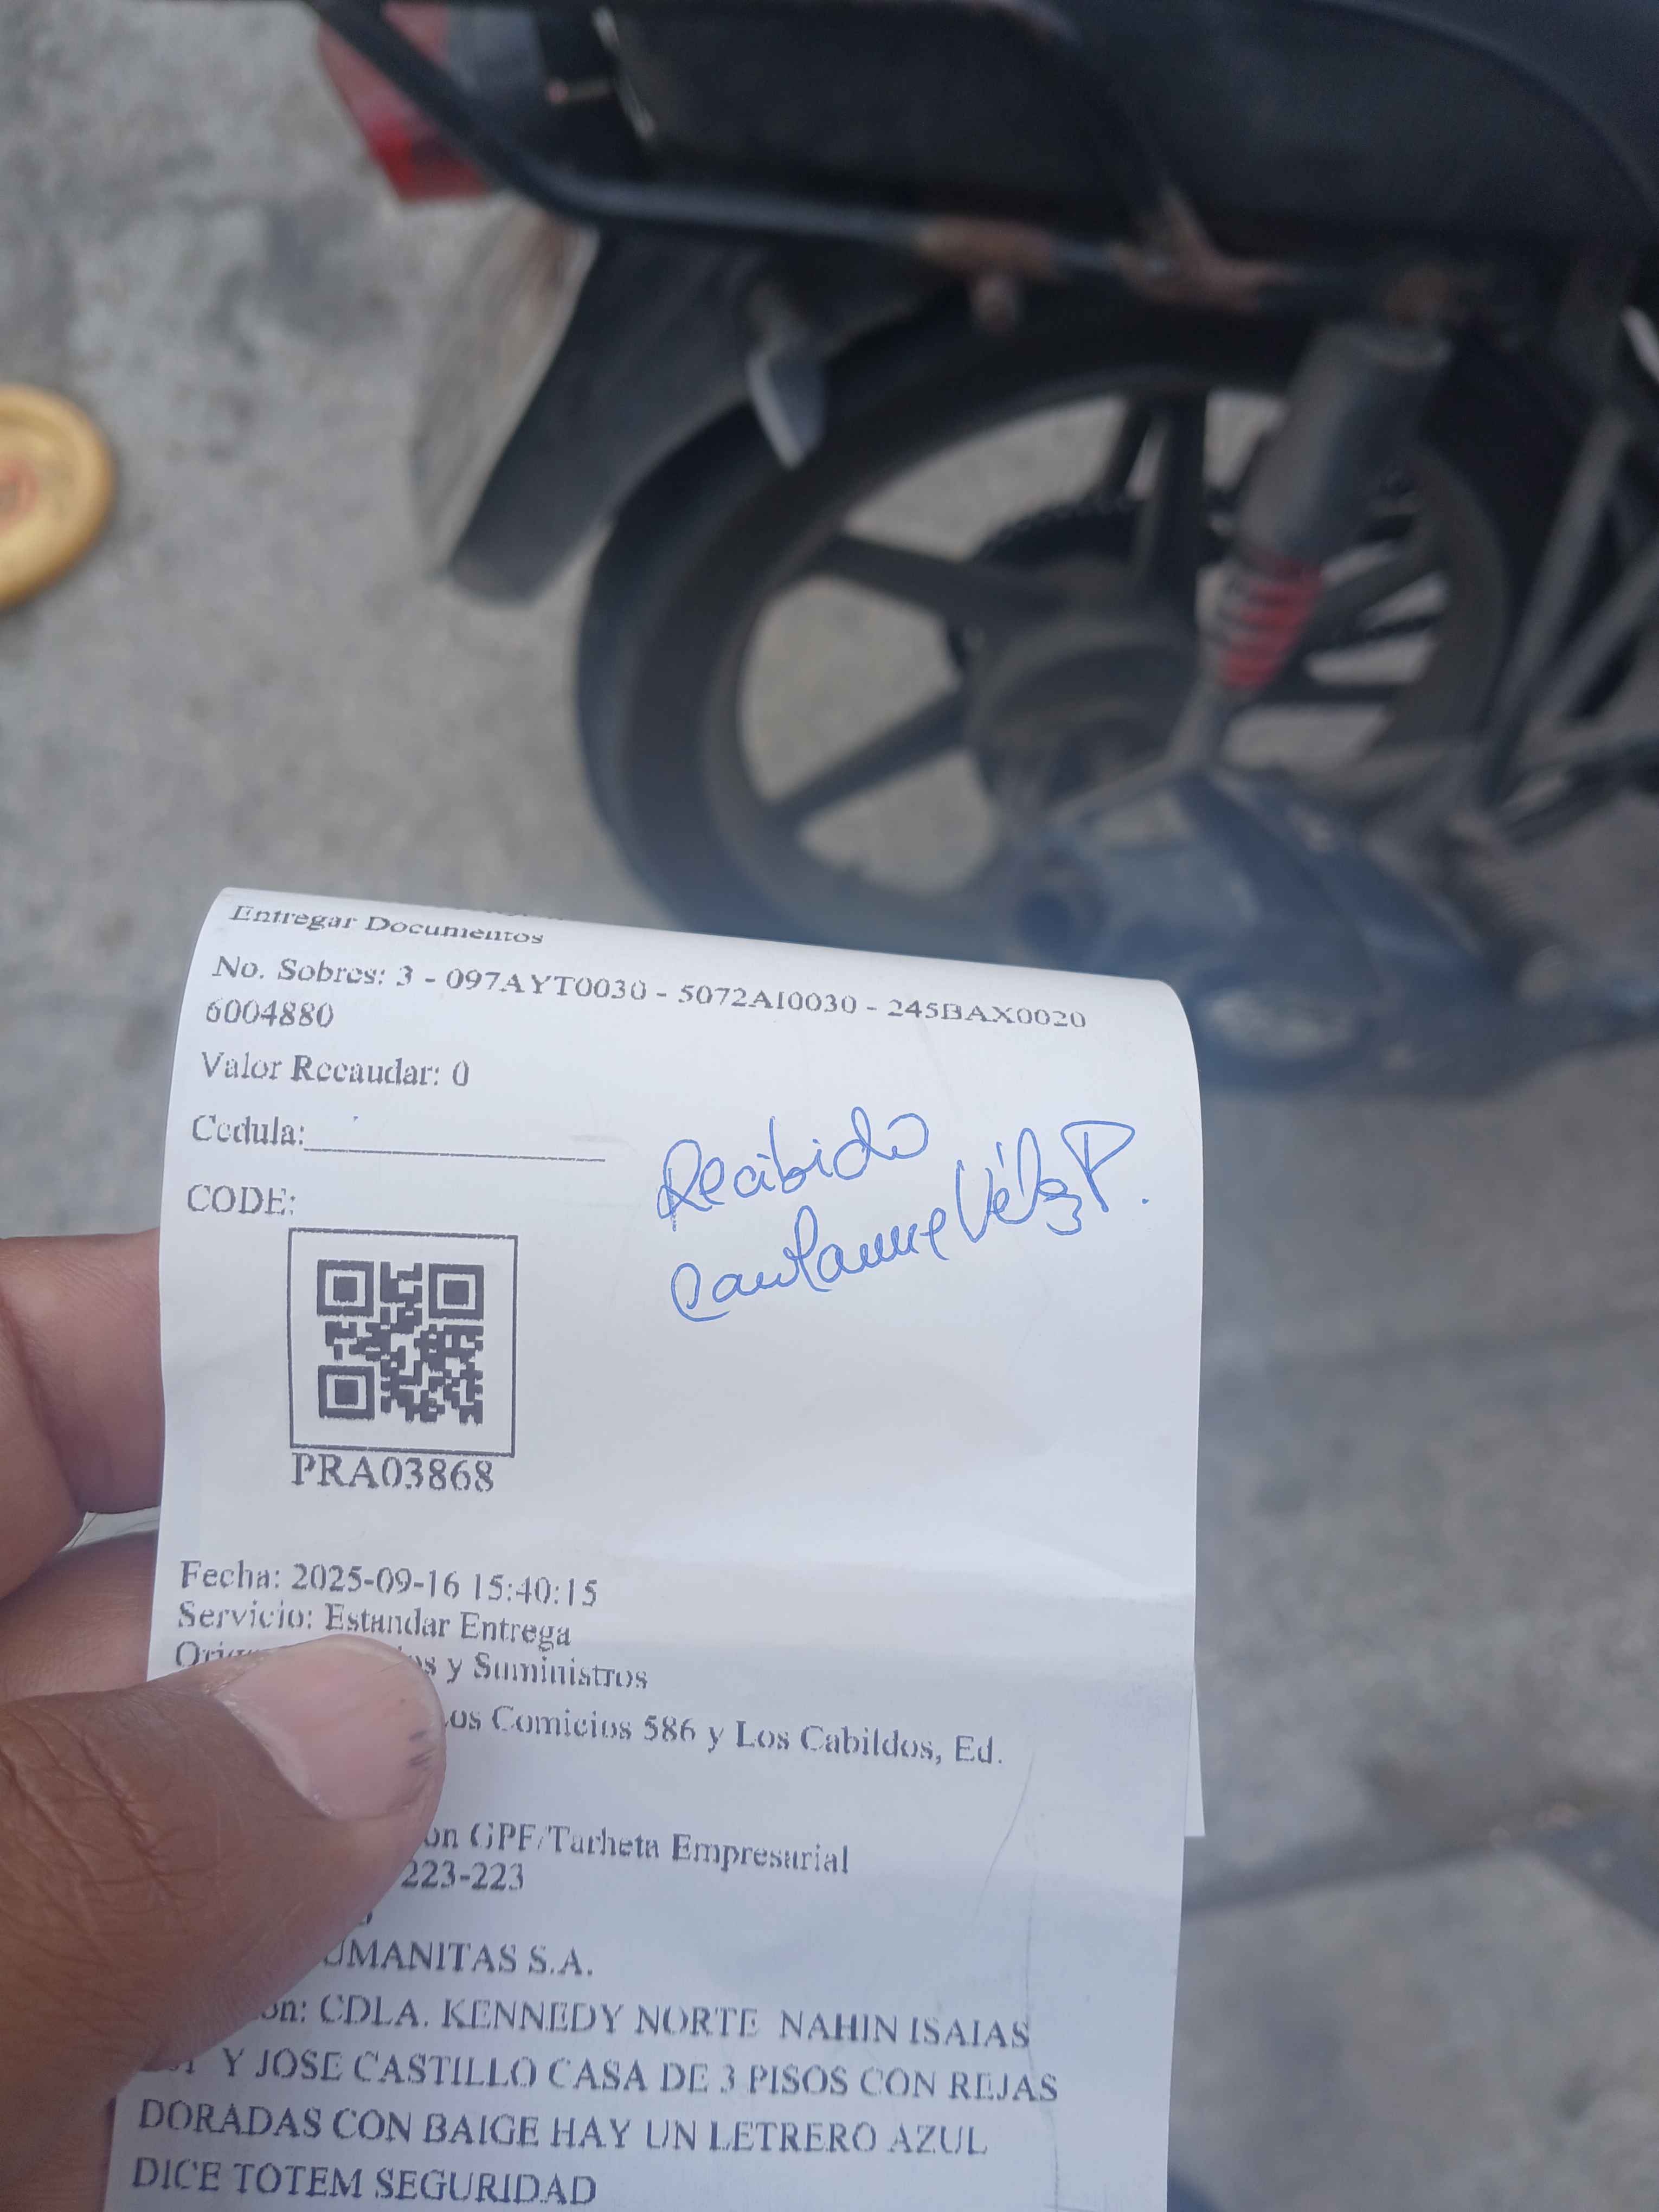 Entregar Documentos
No. Sobres: 3 - 097AYT0030 - 5072AI0030 - 245BAX0020
6004880
Valor Recaudar: 0
Cedula:
Recibido
Vélez P.
CODE:
PRA03868
Fecha: 2025-09-16 15:40:15
Servicio: Estandar Entrega
y Suministros
Los Comicios 586 y Los Cabildos, Ed.
GPF/Tarheta Empresarial
223-223
UMANITAS S.A.
CDLA. KENNEDY NORTE NAHIN ISAIAS
Y JOSE CASTILLO CASA DE 3 PISOS CON REJAS
DORADAS CON BAIGE HAY UN LETRERO AZUL
DICE TOTEM SEGURIDAD